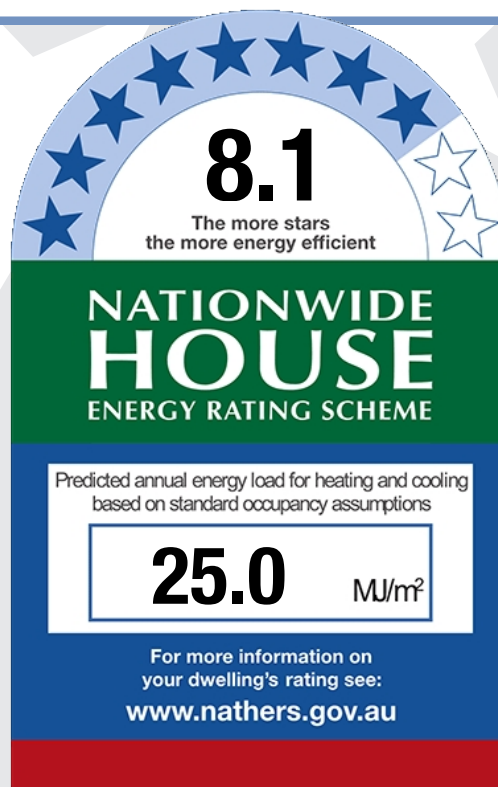 8.1
The more stars
the more energy efficient
NATIONWIDE
HOUSE
ENERGY RATING SCHEME
Predicted annual energy load for heating and cooling
based on standard occupancy assumptions
25.0 MJ/m²
For more information on
your dwelling's rating see:
www.nathers.gov.au